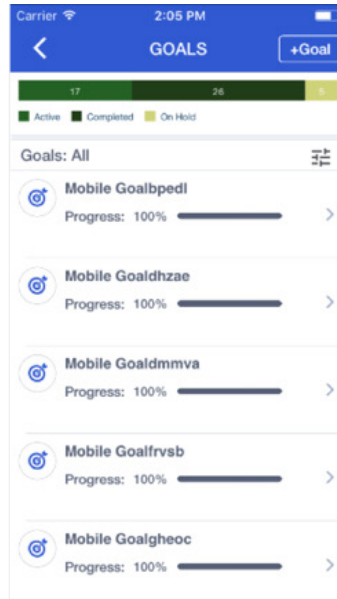 Carrier 2:05 PM
GOALS +Goal
17 26 5
Active Completed On Hold
Goals: All
Mobile Goalbpedl
Progress: 100%
Mobile Goaldhzae
Progress: 100%
Mobile Goaldmmva
Progress: 100%
Mobile Goalfrvsb
Progress: 100%
Mobile Goalgheoc
Progress: 100%